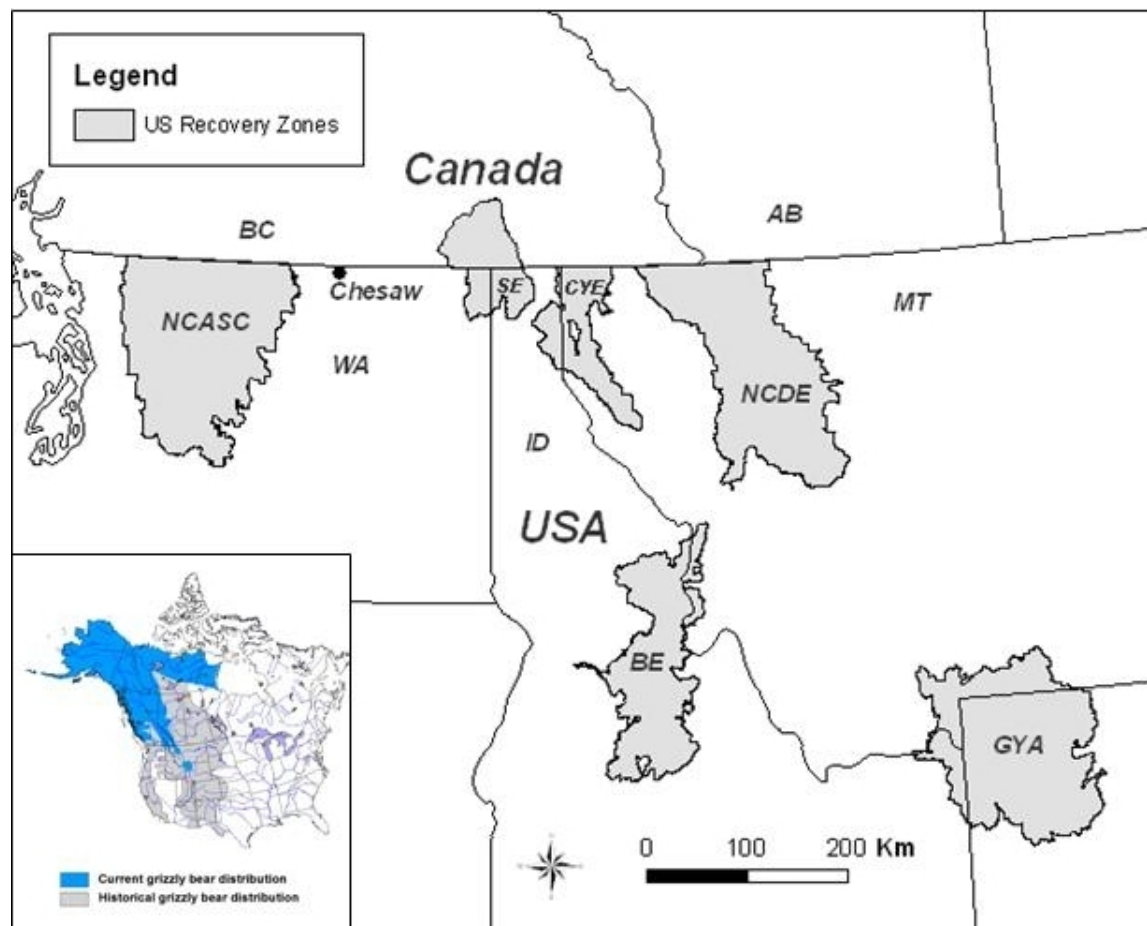 Legend
US Recovery Zones
Canada
BC
AB
Chesaw
SE
CYE
MT
NCASC
WA
NCDE
ID
USA
BE
GYA
0 100 200 Km
Current grizzly bear distribution
Historical grizzly bear distribution